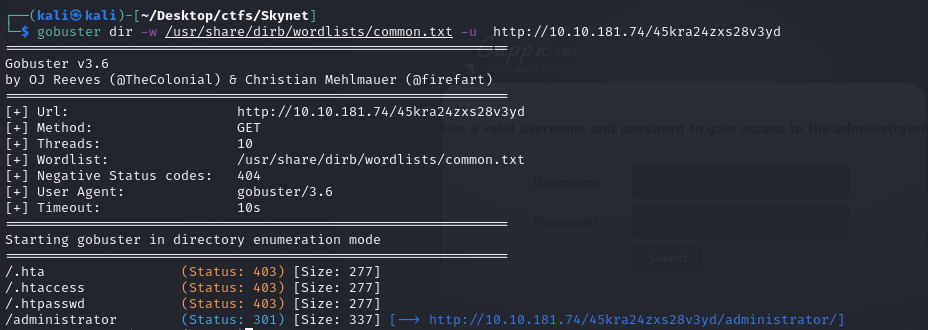 ┌──(kali㉿kali)-[~/Desktop/ctfs/Skynet]
└─$ gobuster dir -w /usr/share/dirb/wordlists/common.txt -u  http://10.10.181.74/45kra24zxs28v3yd
===============================================================
Gobuster v3.6
by OJ Reeves (@TheColonial) & Christian Mehlmauer (@firefart)
===============================================================
[+] Url:                     http://10.10.181.74/45kra24zxs28v3yd
[+] Method:                  GET
[+] Threads:                 10
[+] Wordlist:                /usr/share/dirb/wordlists/common.txt
[+] Negative Status codes:   404
[+] User Agent:              gobuster/3.6
[+] Timeout:                 10s
===============================================================
Starting gobuster in directory enumeration mode
===============================================================
/.hta                 (Status: 403) [Size: 277]
/.htaccess            (Status: 403) [Size: 277]
/.htpasswd            (Status: 403) [Size: 277]
/administrator        (Status: 301) [Size: 337] [--> http://10.10.181.74/45kra24zxs28v3yd/administrator/]
Cuppa CMS
Use a valid username and password to gain access to the administrator
Username
Password
Submit